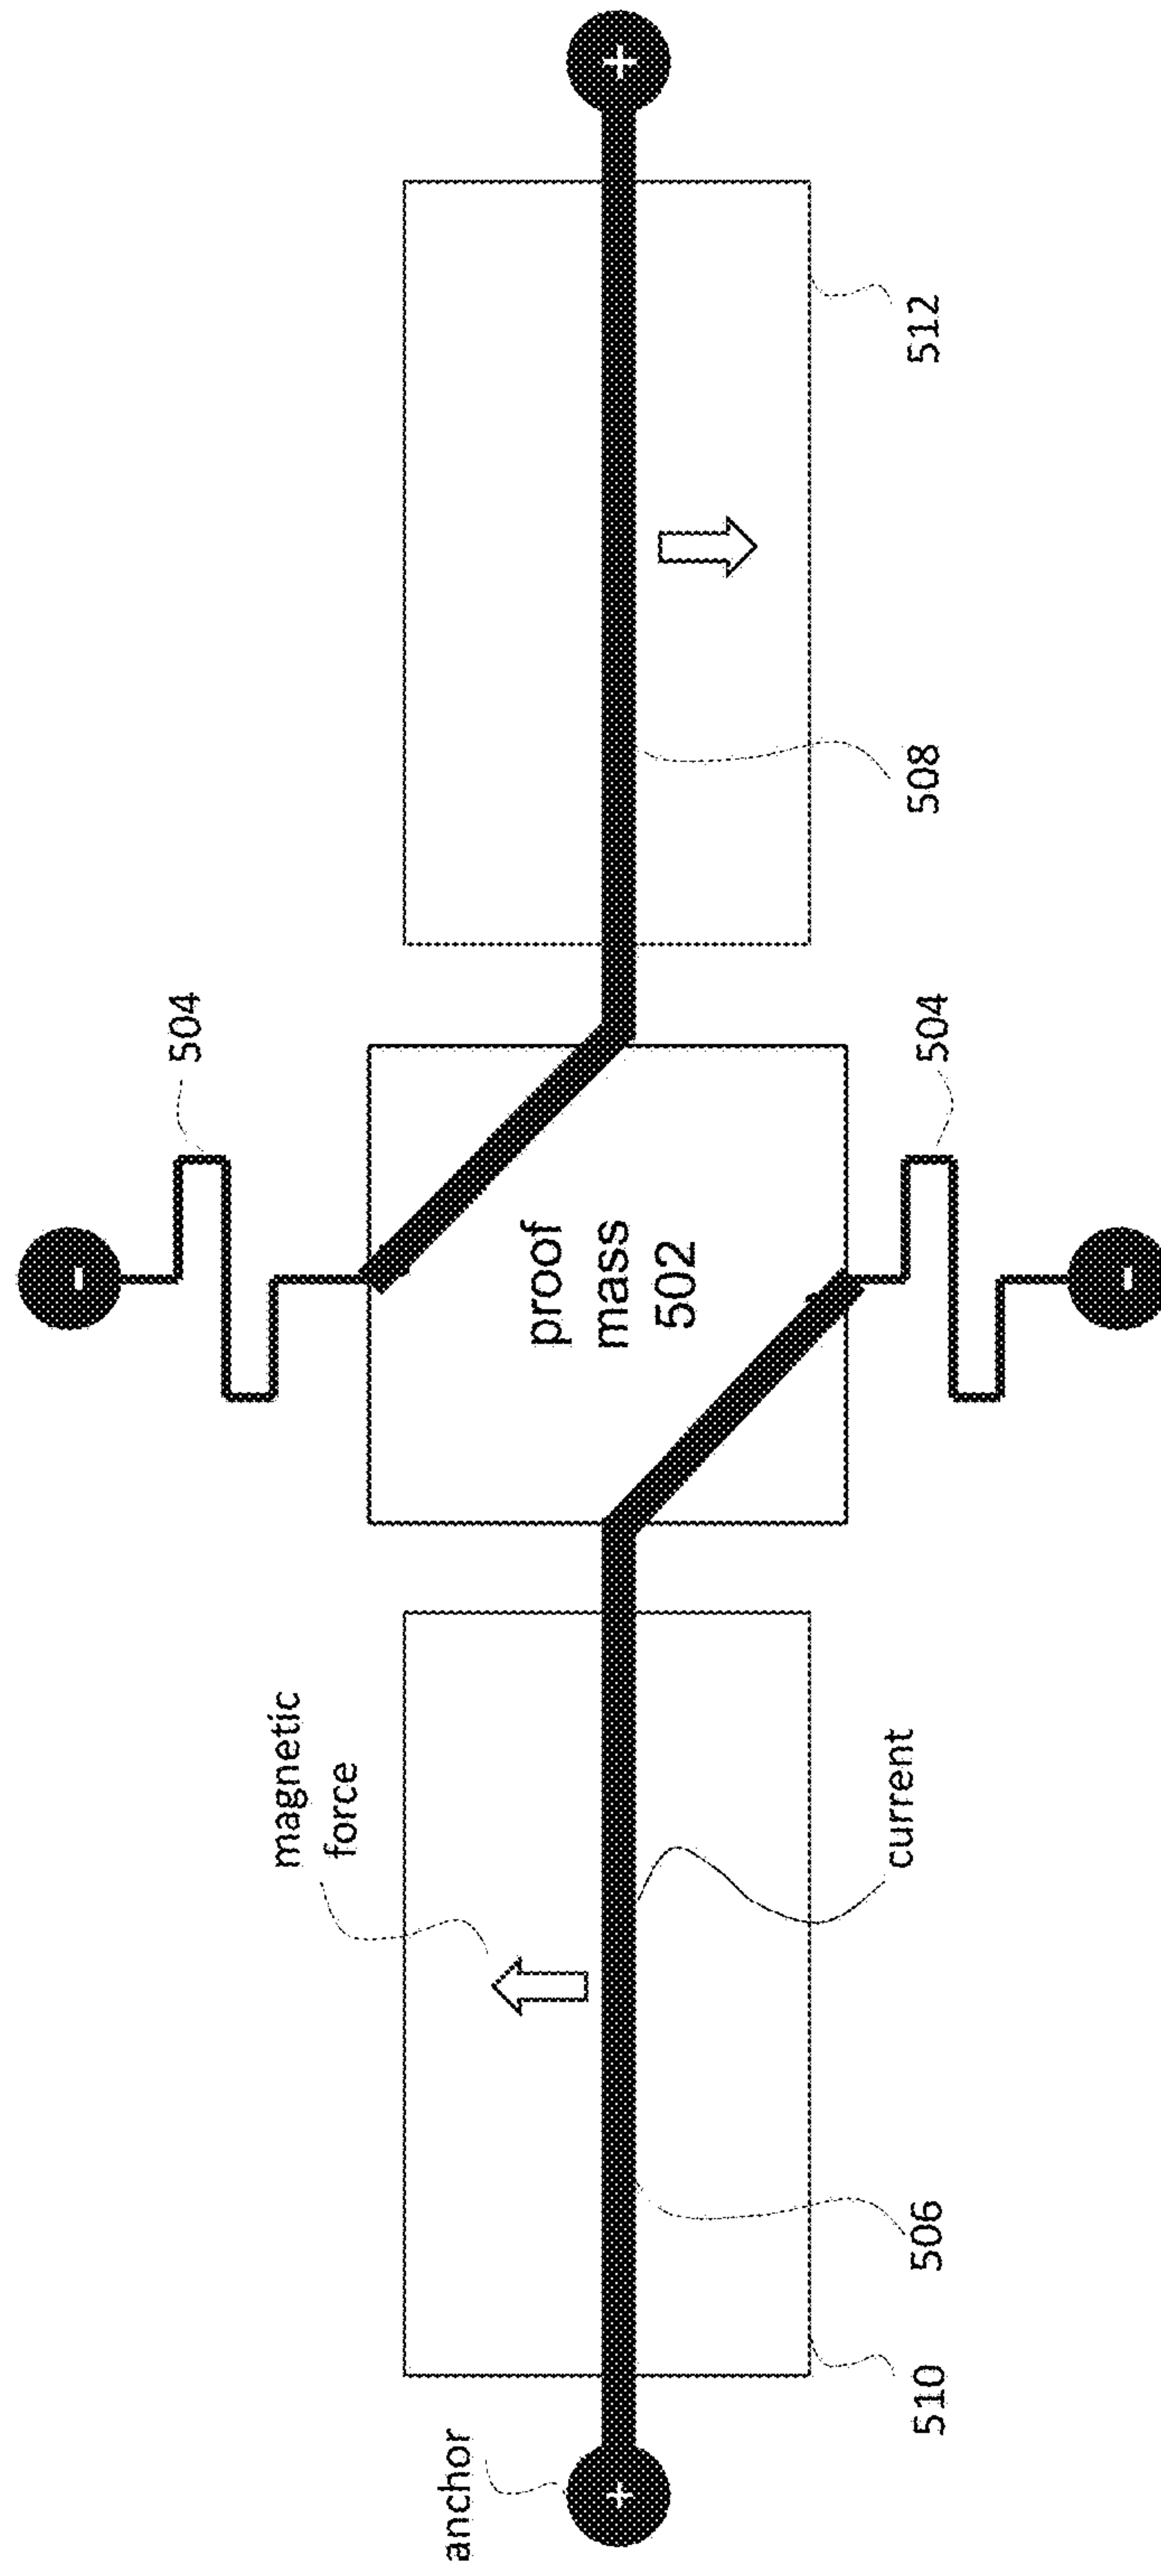 -
504
magnetic
force
anchor
proof
mass
502
+
+
510
506
current
504
508
512
-